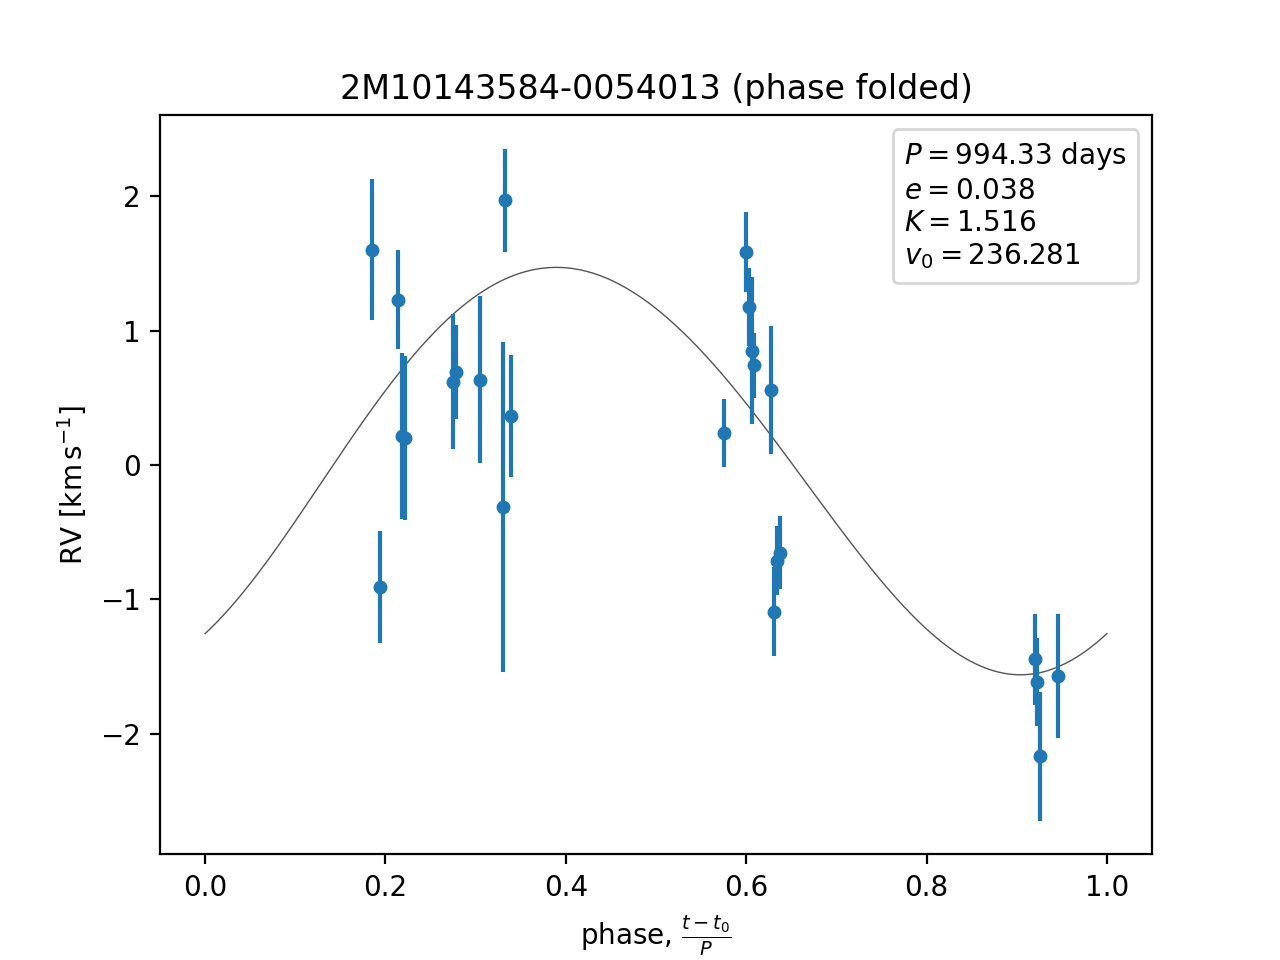 2M10143584-0054013 (phase folded)
P = 994.33 days
e = 0.038
K = 1.516
v₀ = 236.281
RV [km s⁻¹]
2
1
0
−1
−2
0.0 0.2 0.4 0.6 0.8 1.0
phase, (t − t₀)/P